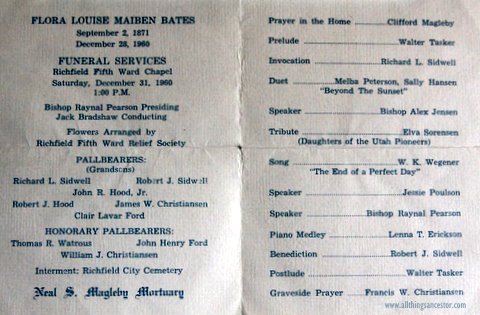 FLORA LOUISE MAIBEN BATES
September 2, 1871
December 28, 1960
FUNERAL SERVICES
Richfield Fifth Ward Chapel
Saturday, December 31, 1960
1:00 P.M.
Bishop Raynal Pearson Presiding
Jack Bradshaw Conducting
Flowers Arranged by
Richfield Fifth Ward Relief Society
PALLBEARERS:
(Grandsons)
Richard L. Sidwell Robert J. Sidwell
John R. Hood, Jr.
Robert J. Hood James W. Christiansen
Clair Lavar Ford
HONORARY PALLBEARERS:
Thomas R. Watrous John Henry Ford
William J. Christiansen
Interment: Richfield City Cemetery
Neal S. Magleby Mortuary
Prayer in the Home Clifford Magleby
Prelude Walter Tasker
Invocation Richard L. Sidwell
Duet Melba Peterson, Sally Hansen
"Beyond The Sunset"
Speaker Bishop Alex Jensen
Tribute Elva Sorensen
(Daughters of the Utah Pioneers)
Song W. K. Wegener
"The End of a Perfect Day"
Speaker Jessie Poulson
Speaker Bishop Raynal Pearson
Piano Medley Lenna T. Erickson
Benediction Robert J. Sidwell
Postlude Walter Tasker
Graveside Prayer Francis W. Christiansen
www.allthingsancestor.com